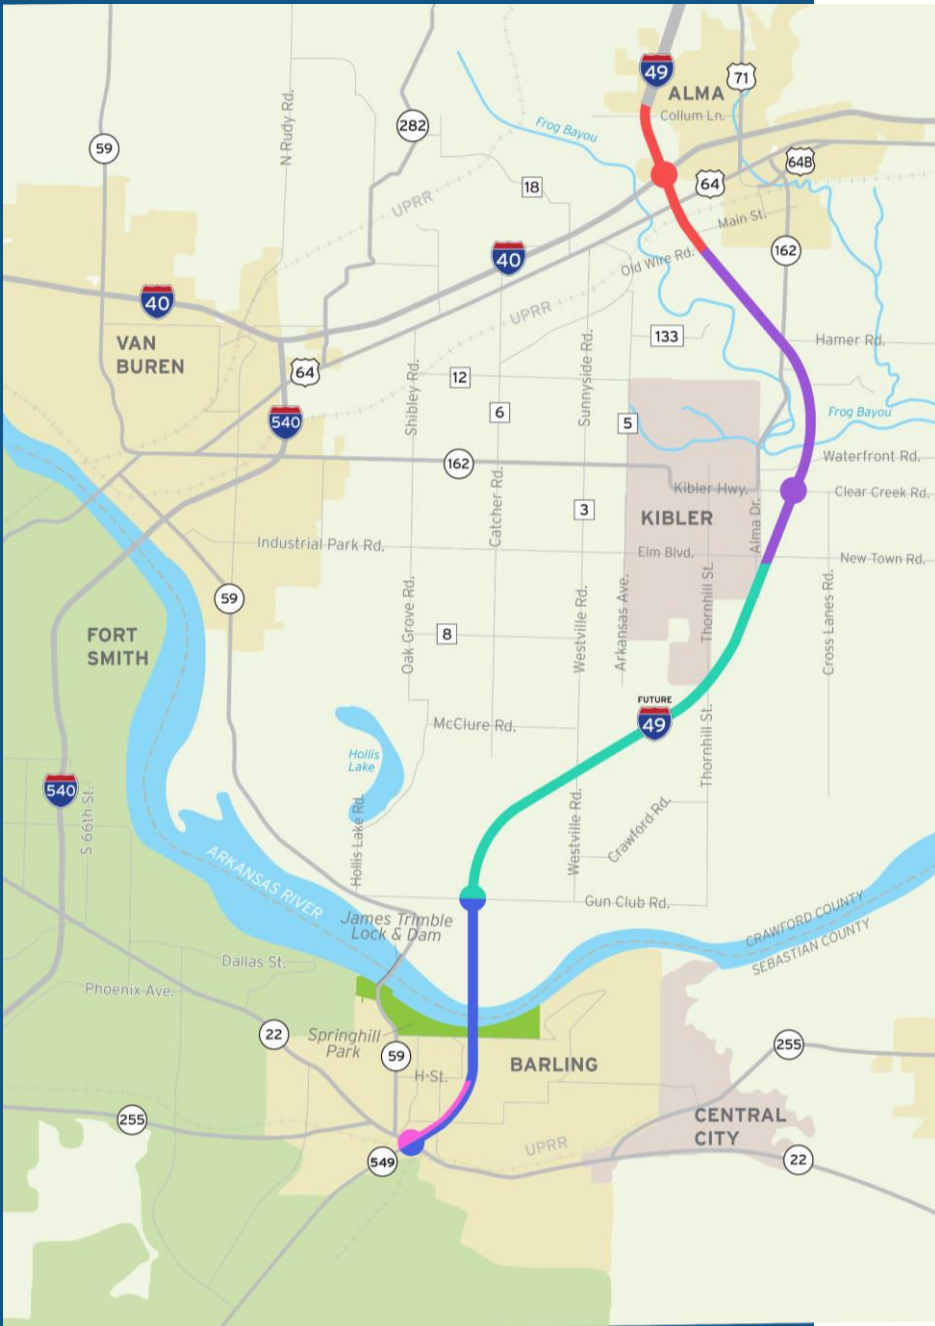 49
71
ALMA
Collum Ln.
282
Frog Bayou
59
N Rudy Rd.
64B
18
64
UPRR
Main St.
162
40
Old Wire Rd.
40
UPRR
133
Hamer Rd.
VAN
BUREN
64
Shibley Rd.
12
Sunnyside Rd.
540
6
5
Frog Bayou
162
Waterfront Rd.
Kibler Hwy.
Clear Creek Rd.
Catcher Rd.
3
KIBLER
Alma Dr.
Industrial Park Rd.
Elm Blvd.
New Town Rd.
59
Oak Grove Rd.
Westville Rd.
Arkansas Ave.
Thornhill St.
Cross Lanes Rd.
FORT
SMITH
8
FUTURE
49
McClure Rd.
Thornhill St.
Hollis
Lake
540
S 66th St.
Hollis Lake Rd.
Westville Rd.
Crawford Rd.
ARKANSAS RIVER
Gun Club Rd.
James Trimble
Lock & Dam
CRAWFORD COUNTY
SEBASTIAN COUNTY
Dallas St.
Phoenix Ave.
22
Springhill
Park
59
255
BARLING
H-St.
255
CENTRAL
CITY
UPRR
549
22